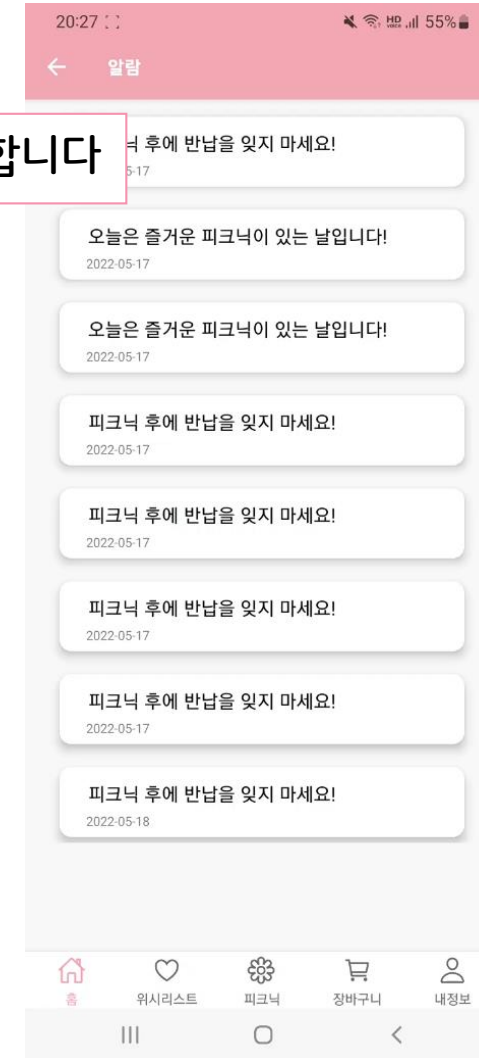 20:27
55%
알람
합니다
닉 후에 반납을 잊지 마세요!
5-17
오늘은 즐거운 피크닉이 있는 날입니다!
2022-05-17
오늘은 즐거운 피크닉이 있는 날입니다!
2022-05-17
피크닉 후에 반납을 잊지 마세요!
2022-05-17
피크닉 후에 반납을 잊지 마세요!
2022-05-17
피크닉 후에 반납을 잊지 마세요!
2022-05-17
피크닉 후에 반납을 잊지 마세요!
2022-05-17
피크닉 후에 반납을 잊지 마세요!
2022-05-18
홈 위시리스트 피크닉 장바구니 내정보